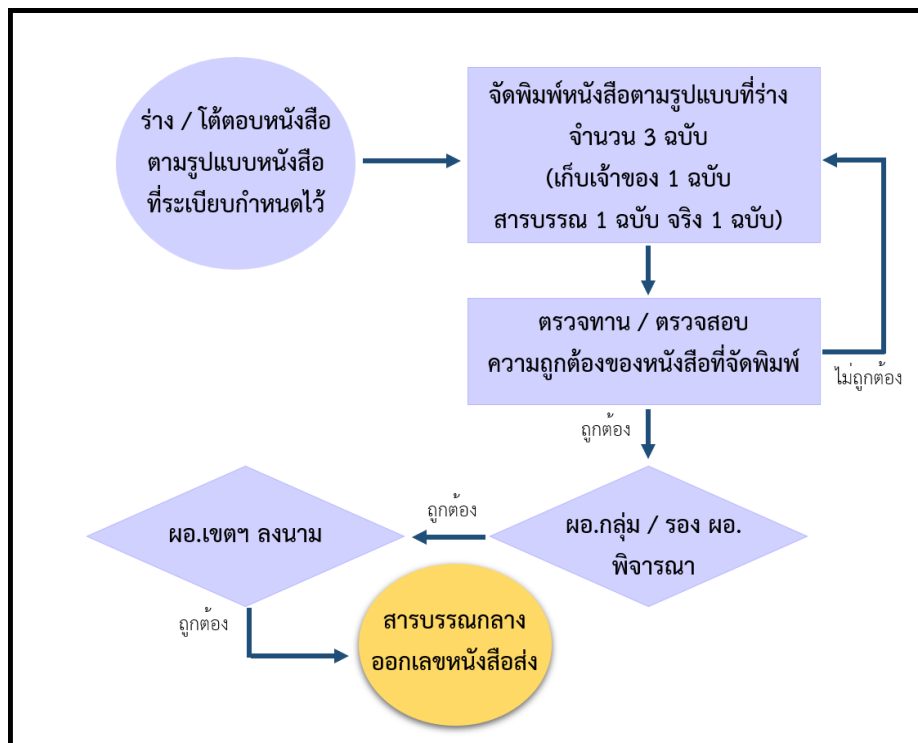 ร่าง / โต้ตอบหนังสือ
ตามรูปแบบหนังสือ
ที่ระเบียบกำหนดไว้
จัดพิมพ์หนังสือตามรูปแบบที่ร่าง
จำนวน 3 ฉบับ
(เก็บเจ้าของ 1 ฉบับ
สารบรรณ 1 ฉบับ จริง 1 ฉบับ)
ตรวจทาน / ตรวจสอบ
ความถูกต้องของหนังสือที่จัดพิมพ์
ไม่ถูกต้อง
ถูกต้อง
ผอ.กลุ่ม / รอง ผอ.
พิจารณา
ถูกต้อง
ผอ.เขตฯ ลงนาม
ถูกต้อง
สารบรรณกลาง
ออกเลขหนังสือส่ง